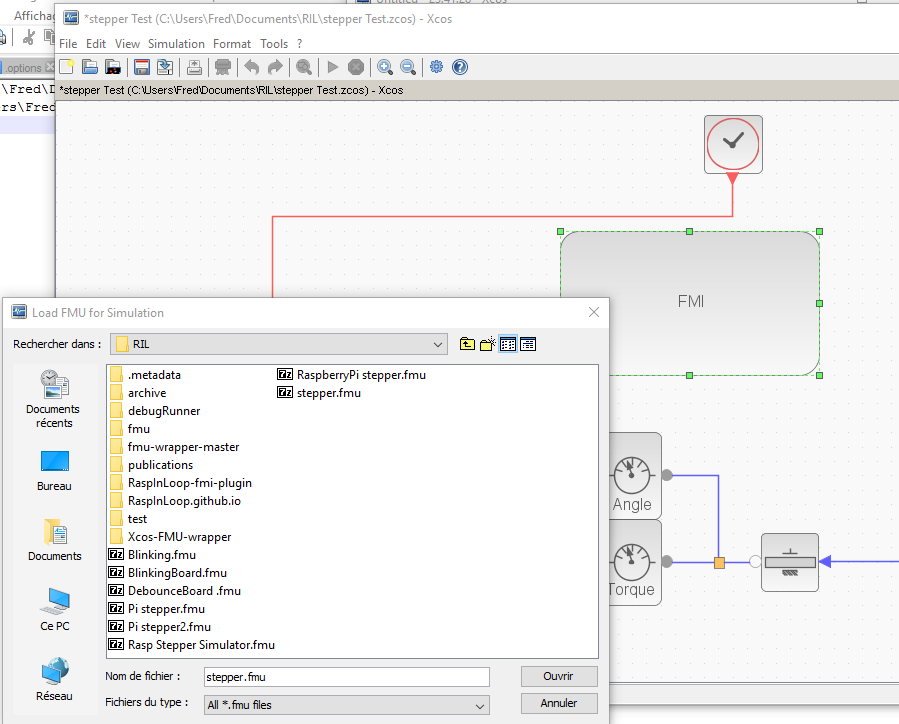 Affichag
Untitled - 23:41:26 - Xcos
*stepper Test (C:\Users\Fred\Documents\RIL\stepper Test.zcos) - Xcos
File Edit View Simulation Format Tools ?
options
*stepper Test (C:\Users\Fred\Documents\RIL\stepper Test.zcos) - Xcos
\Fred\D
rs\Fred
FMI
Load FMU for Simulation
Rechercher dans : RIL
.metadata
archive
debugRunner
fmu
fmu-wrapper-master
publications
RaspInLoop-fmi-plugin
RaspInLoop.github.io
test
Xcos-FMU-wrapper
Blinking.fmu
BlinkingBoard.fmu
DebounceBoard .fmu
Pi stepper.fmu
Pi stepper2.fmu
Rasp Stepper Simulator.fmu
RaspberryPi stepper.fmu
stepper.fmu
Documents
récents
Bureau
Documents
Ce PC
Réseau
Nom de fichier : stepper.fmu Ouvrir
Fichiers du type : All *.fmu files Annuler
Angle
Torque